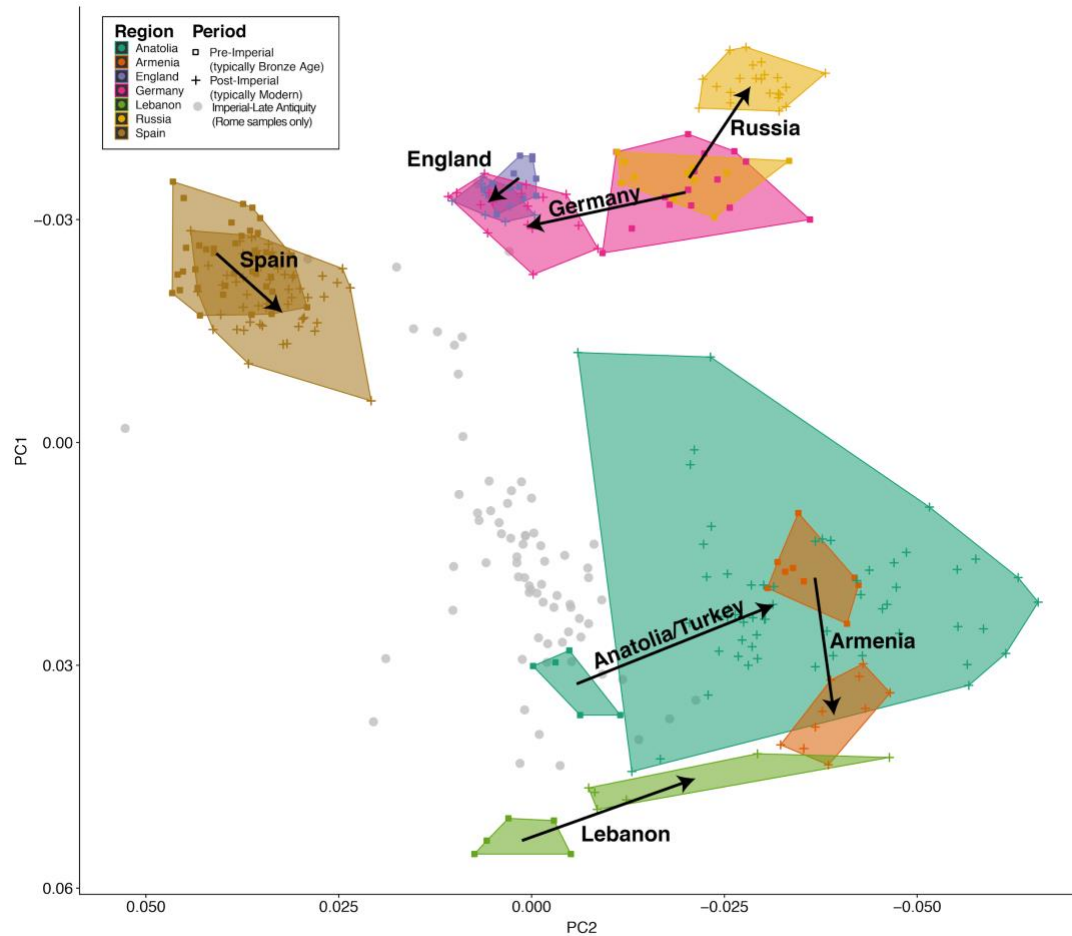 Region Period
Anatolia
Armenia
England
Germany
Lebanon
Russia
Spain
Pre-Imperial
(typically Bronze Age)
Post-Imperial
(typically Modern)
Imperial-Late Antiquity
(Rome samples only)
Russia
England
Germany
Spain
Anatolia/Turkey
Armenia
Lebanon
−0.03
0.00
0.03
0.06
PC1
0.050
0.025
0.000
−0.025
−0.050
PC2